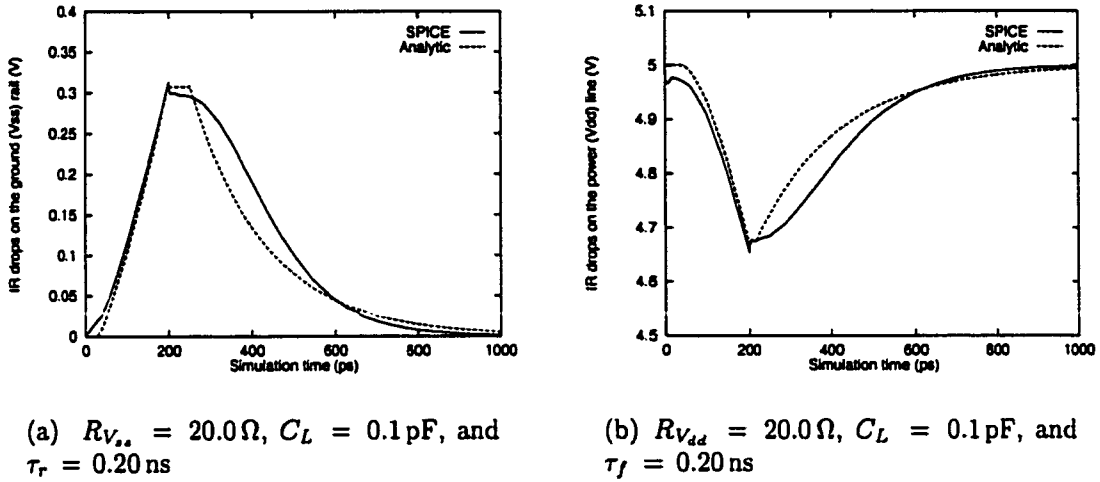 0.4
0.35
0.3
0.25
0.2
0.15
0.1
0.05
0
0 200 400 600 800 1000
IR drops on the ground (Vss) rail (V)
Simulation time (ps)
SPICE
Analytic
5.1
5
4.9
4.8
4.7
4.6
4.5
0 200 400 600 800 1000
IR drops on the power (Vdd) line (V)
Simulation time (ps)
SPICE
Analytic
(a) R_{V_{ss}} = 20.0 Ω, C_L = 0.1 pF, and
τ_r = 0.20 ns
(b) R_{V_{dd}} = 20.0 Ω, C_L = 0.1 pF, and
τ_f = 0.20 ns